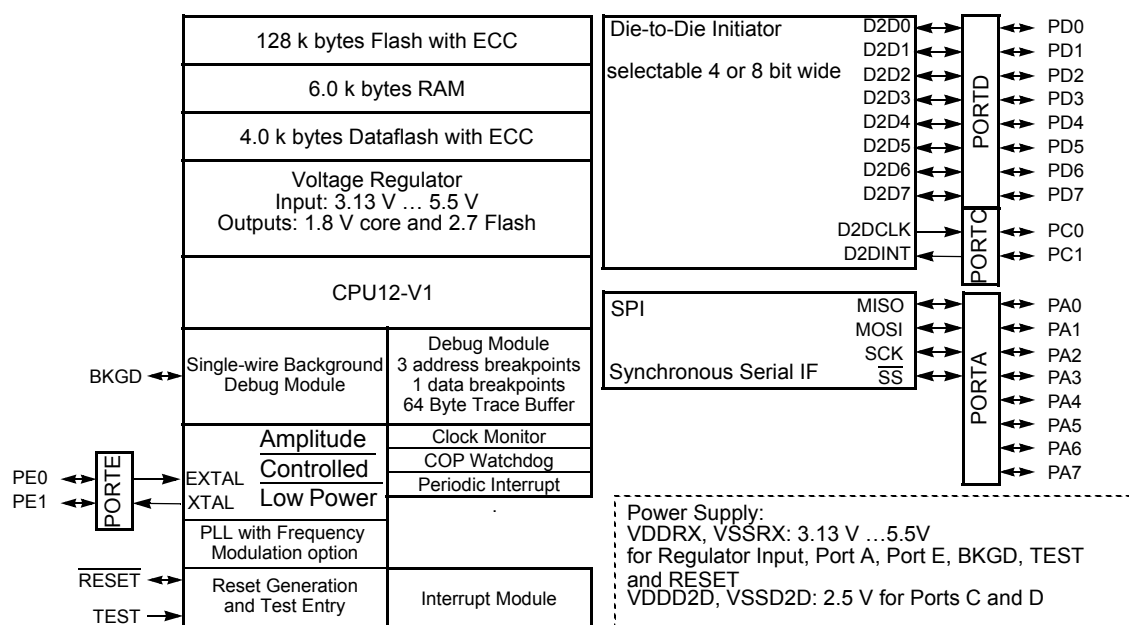 128 k bytes Flash with ECC
6.0 k bytes RAM
4.0 k bytes Dataflash with ECC
Voltage Regulator
Input: 3.13 V … 5.5 V
Outputs: 1.8 V core and 2.7 Flash
CPU12-V1
BKGD
Single-wire Background
Debug Module
Debug Module
3 address breakpoints
1 data breakpoints
64 Byte Trace Buffer
PE0
PE1
PORTE
EXTAL
XTAL
Amplitude
Controlled
Low Power
Clock Monitor
COP Watchdog
Periodic Interrupt
.
PLL with Frequency
Modulation option
RESET
TEST
Reset Generation
and Test Entry
Interrupt Module
Die-to-Die Initiator
selectable 4 or 8 bit wide
D2D0
D2D1
D2D2
D2D3
D2D4
D2D5
D2D6
D2D7
D2DCLK
D2DINT
PORTD
PORTC
PD0
PD1
PD2
PD3
PD4
PD5
PD6
PD7
PC0
PC1
SPI
Synchronous Serial IF
MISO
MOSI
SCK
SS
PORTA
PA0
PA1
PA2
PA3
PA4
PA5
PA6
PA7
Power Supply:
VDDRX, VSSRX: 3.13 V …5.5V
for Regulator Input, Port A, Port E, BKGD, TEST
and RESET
VDDD2D, VSSD2D: 2.5 V for Ports C and D